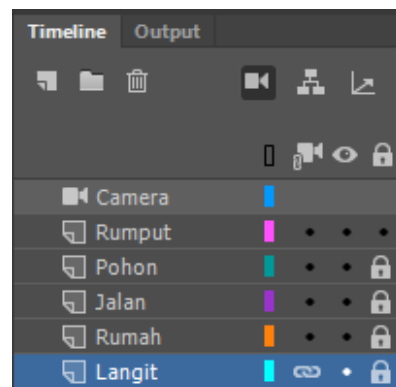 Timeline Output
Camera
Rumput
Pohon
Jalan
Rumah
Langit